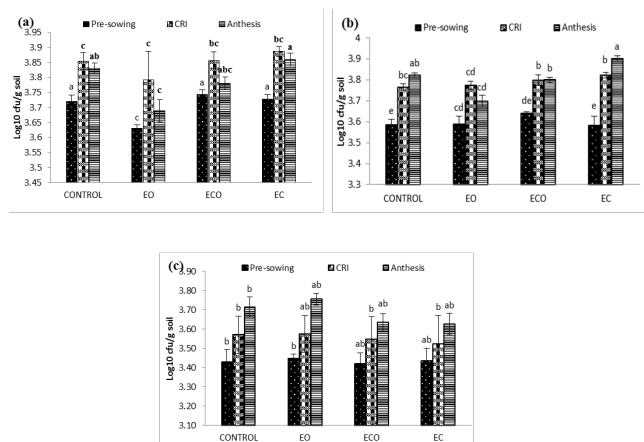 (a)
Pre-sowing CRI Anthesis
Log10 cfu/g soil
3.95
3.9
3.85
3.8
3.75
3.7
3.65
3.6
3.55
3.5
3.45
a c ab
c c c
a c abc
a c a
CONTROL EO ECO EC
(b)
Pre-sowing CRI Anthesis
Log10 cfu/g soil
4
3.9
3.8
3.7
3.6
3.5
3.4
3.3
e bc ab
cd cd cd
de b b
e b a
CONTROL EO ECO EC
(c)
Pre-sowing CRI Anthesis
Log10 cfu/g soil
3.90
3.80
3.70
3.60
3.50
3.40
3.30
3.20
3.10
b b b
b ab ab
ab ab ab
ab ab ab
CONTROL EO ECO EC